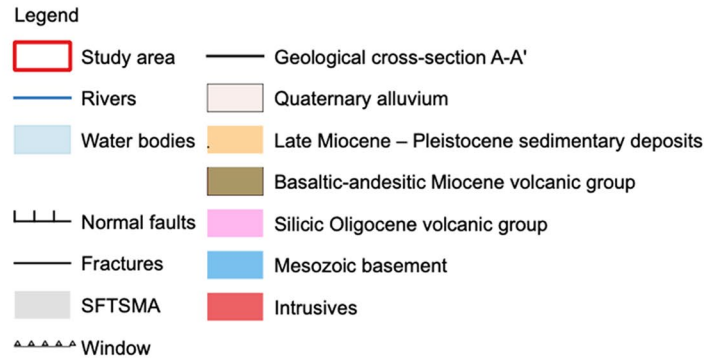 Legend
Study area
Geological cross-section A-A'
Rivers
Quaternary alluvium
Water bodies
Late Miocene – Pleistocene sedimentary deposits
Basaltic-andesitic Miocene volcanic group
Normal faults
Silicic Oligocene volcanic group
Fractures
Mesozoic basement
SFTSMA
Intrusives
Window